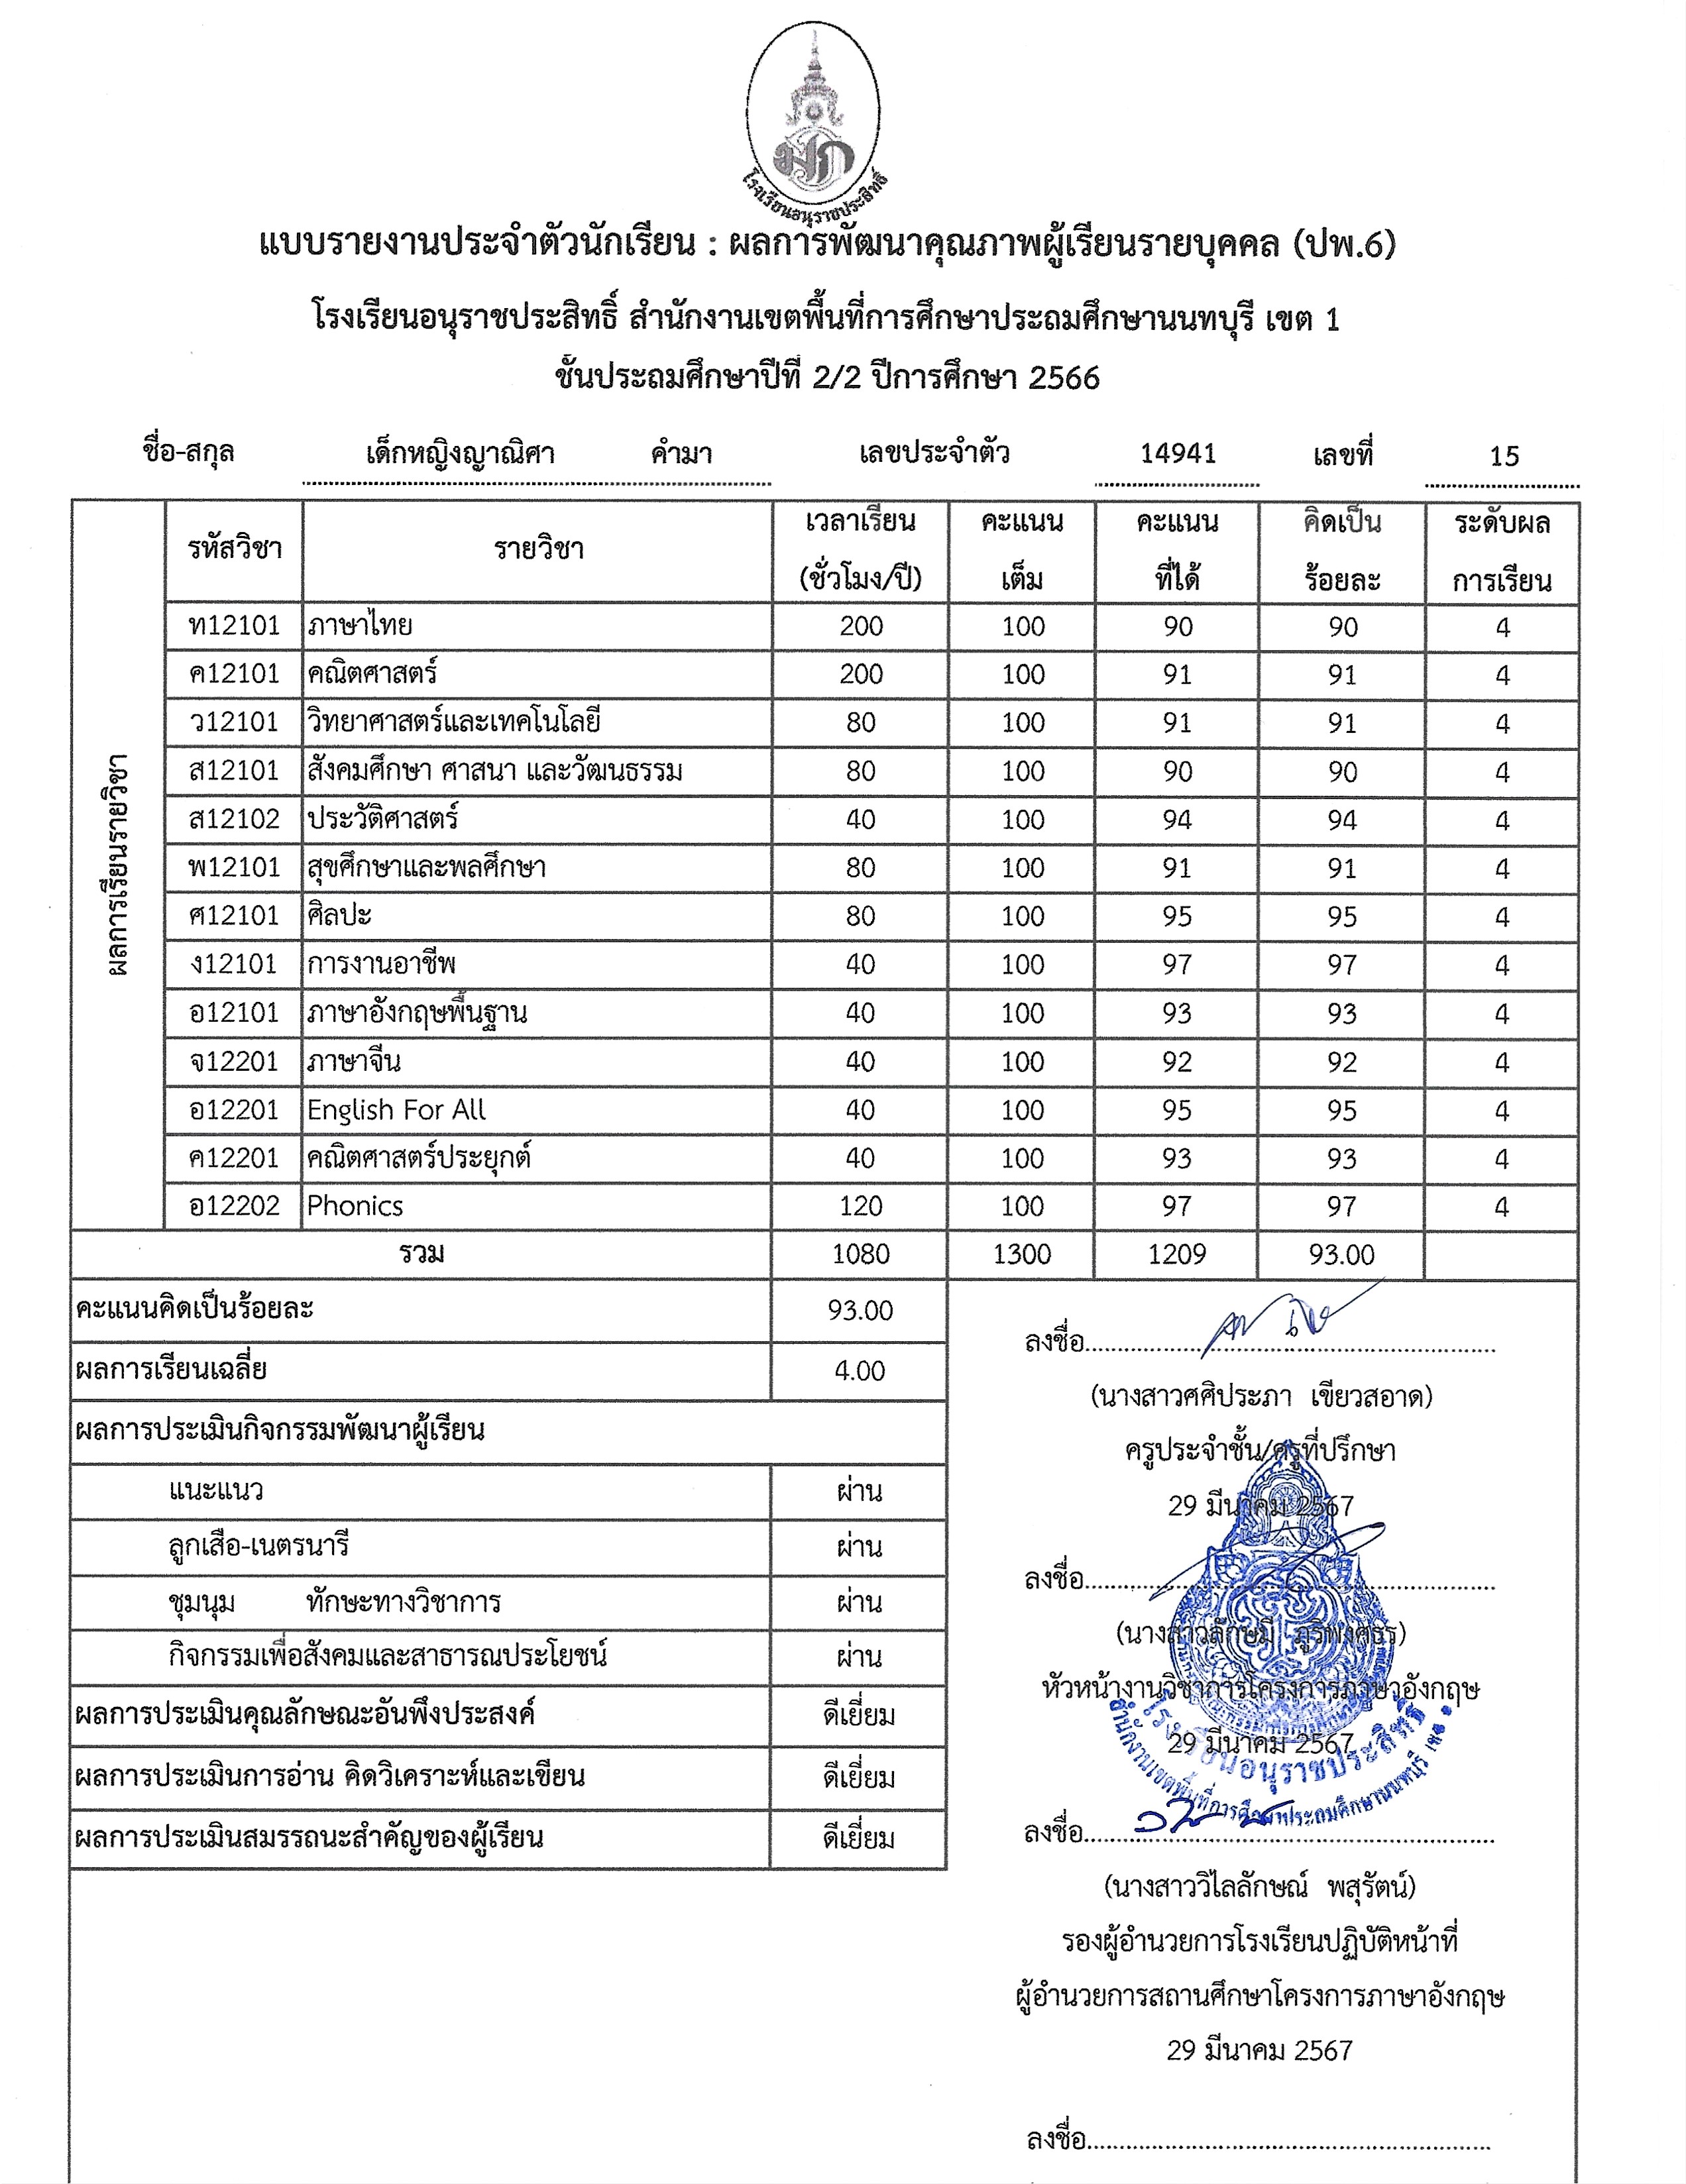 โรงเรียนอนุราชประสิทธิ์
แบบรายงานประจำตัวนักเรียน : ผลการพัฒนาคุณภาพผู้เรียนรายบุคคล (ปพ.6)
โรงเรียนอนุราชประสิทธิ์ สำนักงานเขตพื้นที่การศึกษาประถมศึกษานนทบุรี เขต 1
ชั้นประถมศึกษาปีที่ 2/2 ปีการศึกษา 2566
ชื่อ-สกุล เด็กหญิงญาณิศา คำมา เลขประจำตัว 14941 เลขที่ 15
ผลการเรียนรายวิชา
รหัสวิชา รายวิชา เวลาเรียน (ชั่วโมง/ปี) คะแนน เต็ม คะแนน ที่ได้ คิดเป็น ร้อยละ ระดับผล การเรียน
ท12101 ภาษาไทย 200 100 90 90 4
ค12101 คณิตศาสตร์ 200 100 91 91 4
ว12101 วิทยาศาสตร์และเทคโนโลยี 80 100 91 91 4
ส12101 สังคมศึกษา ศาสนา และวัฒนธรรม 80 100 90 90 4
ส12102 ประวัติศาสตร์ 40 100 94 94 4
พ12101 สุขศึกษาและพลศึกษา 80 100 91 91 4
ศ12101 ศิลปะ 80 100 95 95 4
ง12101 การงานอาชีพ 40 100 97 97 4
อ12101 ภาษาอังกฤษพื้นฐาน 40 100 93 93 4
จ12201 ภาษาจีน 40 100 92 92 4
อ12201 English For All 40 100 95 95 4
ค12201 คณิตศาสตร์ประยุกต์ 40 100 93 93 4
อ12202 Phonics 120 100 97 97 4
รวม 1080 1300 1209 93.00
คะแนนคิดเป็นร้อยละ 93.00
ผลการเรียนเฉลี่ย 4.00
ผลการประเมินกิจกรรมพัฒนาผู้เรียน
แนะแนว ผ่าน
ลูกเสือ-เนตรนารี ผ่าน
ชุมนุม ทักษะทางวิชาการ ผ่าน
กิจกรรมเพื่อสังคมและสาธารณประโยชน์ ผ่าน
ผลการประเมินคุณลักษณะอันพึงประสงค์ ดีเยี่ยม
ผลการประเมินการอ่าน คิดวิเคราะห์และเขียน ดีเยี่ยม
ผลการประเมินสมรรถนะสำคัญของผู้เรียน ดีเยี่ยม
ลงชื่อ
(นางสาวศศิประภา เขียวสอาด)
ครูประจำชั้น/ครูที่ปรึกษา
29 มีนาคม 2567
ลงชื่อ
(นางสาวลักษมี
หัวหน้างานวิชาการโครงการภาษาอังกฤษ
29 มีนาคม 2567
โรงเรียนอนุราชประสิทธิ์
สำนักงานเขตพื้นที่การศึกษาประถมศึกษานนทบุรี เขต ๑
ลงชื่อ
(นางสาววิไลลักษณ์ พสุรัตน์)
รองผู้อำนวยการโรงเรียนปฏิบัติหน้าที่
ผู้อำนวยการสถานศึกษาโครงการภาษาอังกฤษ
29 มีนาคม 2567
ลงชื่อ